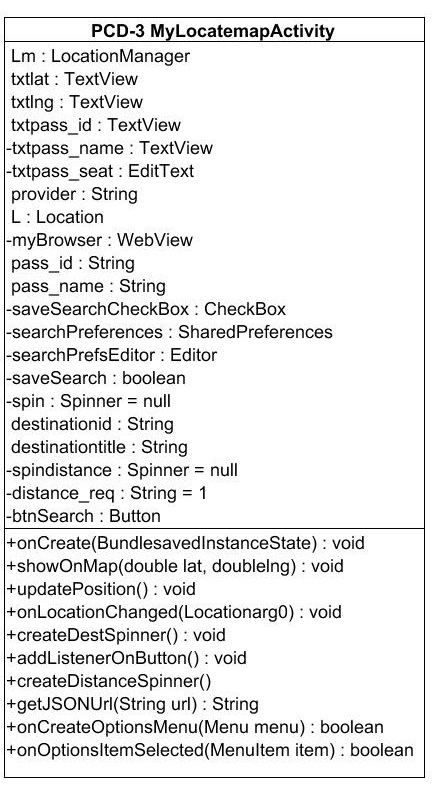 PCD-3 MyLocatemapActivity
Lm : LocationManager
txtlat : TextView
txtlng : TextView
txtpass_id : TextView
-txtpass_name : TextView
-txtpass_seat : EditText
provider : String
L : Location
-myBrowser : WebView
pass_id : String
pass_name : String
-saveSearchCheckBox : CheckBox
-searchPreferences : SharedPreferences
-searchPrefsEditor : Editor
-saveSearch : boolean
-spin : Spinner = null
destinationid : String
destinationtitle : String
-spindistance : Spinner = null
-distance_req : String = 1
-btnSearch : Button
+onCreate(BundlesavedInstanceState) : void
+showOnMap(double lat, doublelng) : void
+updatePosition() : void
+onLocationChanged(Locationarg0) : void
+createDestSpinner() : void
+addListenerOnButton() : void
+createDistanceSpinner()
+getJSONUrl(String url) : String
+onCreateOptionsMenu(Menu menu) : boolean
+onOptionsItemSelected(MenuItem item) : boolean